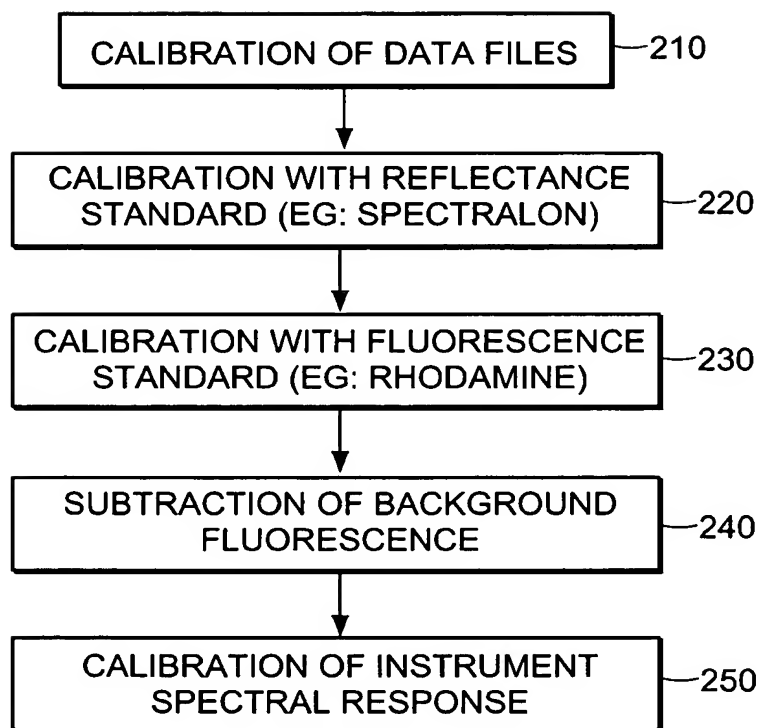 CALIBRATION OF DATA FILES 210
CALIBRATION WITH REFLECTANCE
STANDARD (EG: SPECTRALON) 220
CALIBRATION WITH FLUORESCENCE
STANDARD (EG: RHODAMINE) 230
SUBTRACTION OF BACKGROUND
FLUORESCENCE 240
CALIBRATION OF INSTRUMENT
SPECTRAL RESPONSE 250